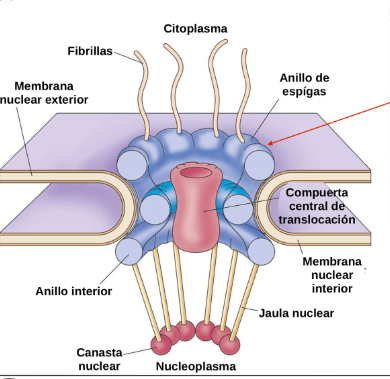 Citoplasma
Fibrillas
Anillo de
espígas
Membrana
nuclear exterior
Compuerta
central de
translocación
Membrana
nuclear
interior
Anillo interior
Jaula nuclear
Canasta
nuclear
Nucleoplasma